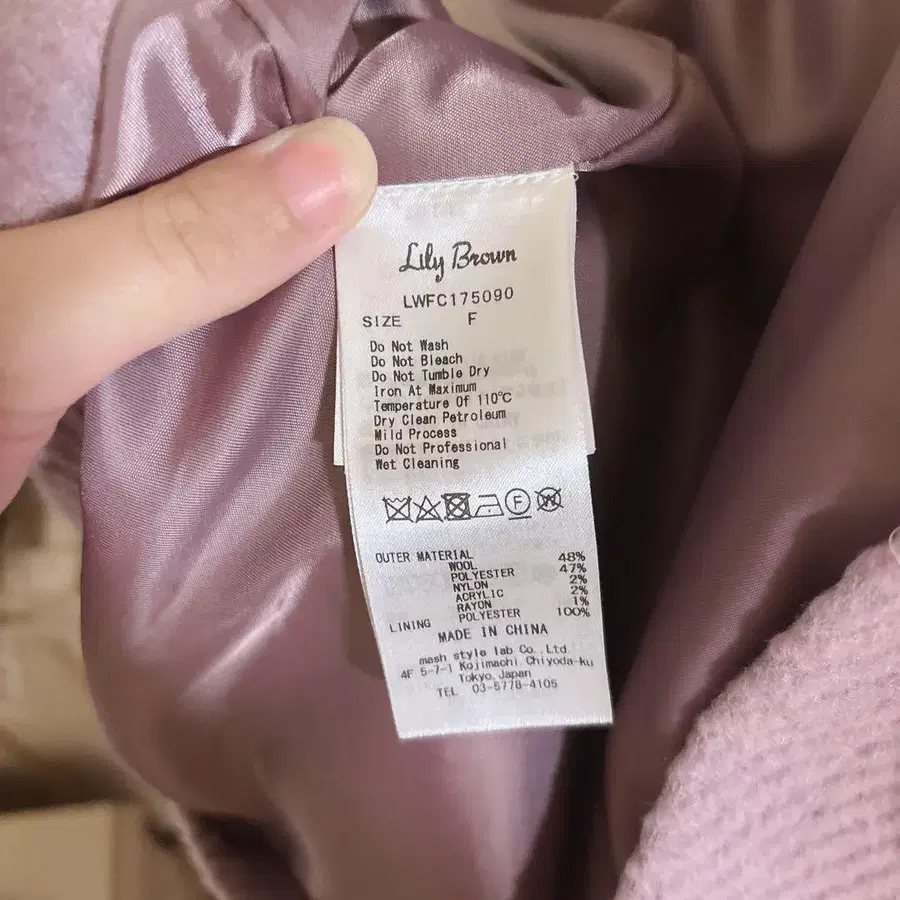 Lily Brown
LWFC175090
SIZE F
Do Not Wash
Do Not Bleach
Do Not Tumble Dry
Iron At Maximum
Temperature Of 110℃
Dry Clean Petroleum
Mild Process
Do Not Professional
Wet Cleaning
F W
OUTER MATERIAL
WOOL 48%
POLYESTER 47%
NYLON 2%
ACRYLIC 2%
RAYON 1%
LINING POLYESTER 100%
MADE IN CHINA
mash style lab Co.,Ltd.
4F 5-7-1 Kojimachi,Chiyoda-ku
Tokyo,Japan
TEL 03-5778-4105